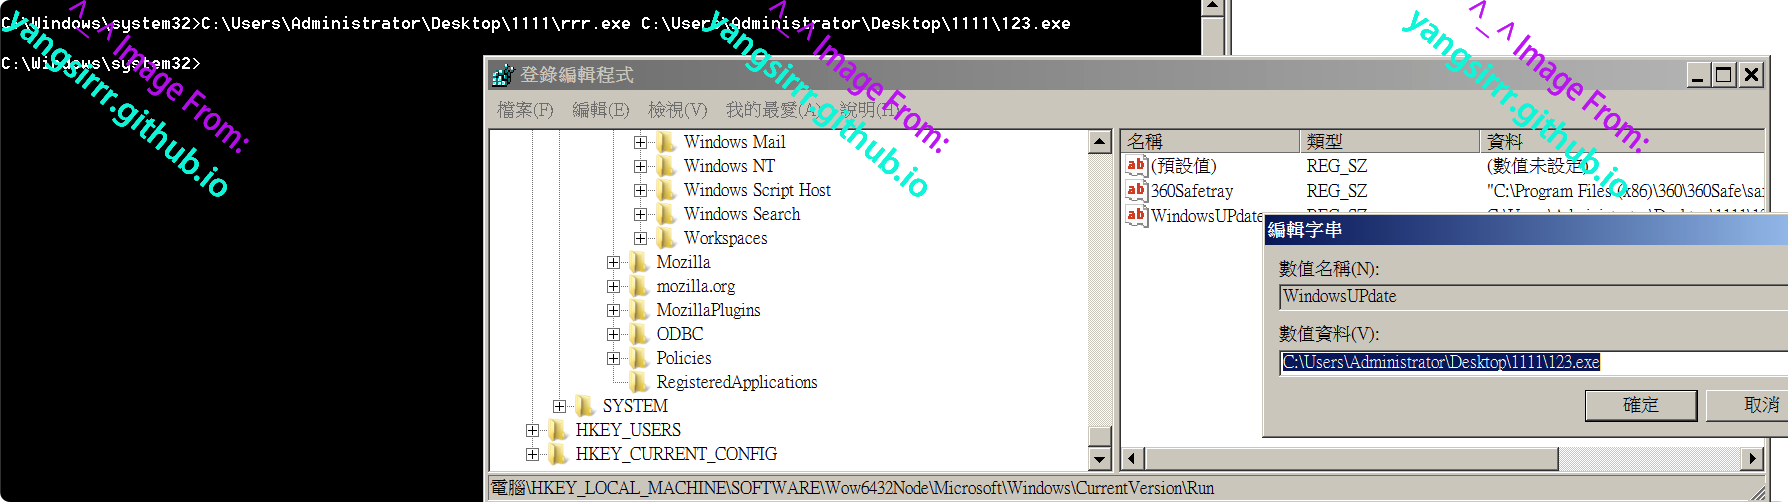 C:\Windows\system32>C:\Users\Administrator\Desktop\1111\rrr.exe C:\Users\Administrator\Desktop\1111\123.exe
C:\Windows\system32>
^_^ Image From:
yangsirrr.github.io
^_^ Image From:
yangsirrr.github.io
^_^ Image From:
yangsirrr.github.io
登錄編輯程式
檔案(F) 編輯(E) 檢視(V) 我的最愛(A) 說明(H)
Windows Mail
Windows NT
Windows Script Host
Windows Search
Workspaces
Mozilla
mozilla.org
MozillaPlugins
ODBC
Policies
RegisteredApplications
SYSTEM
HKEY_USERS
HKEY_CURRENT_CONFIG
名稱 類型 資料
(預設值) REG_SZ (數值未設定)
360Safetray REG_SZ "C:\Program Files (x86)\360\360Safe\saf
WindowsUPdate REG_SZ
編輯字串
數值名稱(N):
WindowsUPdate
數值資料(V):
C:\Users\Administrator\Desktop\1111\123.exe
確定 取消
電腦\HKEY_LOCAL_MACHINE\SOFTWARE\Wow6432Node\Microsoft\Windows\CurrentVersion\Run